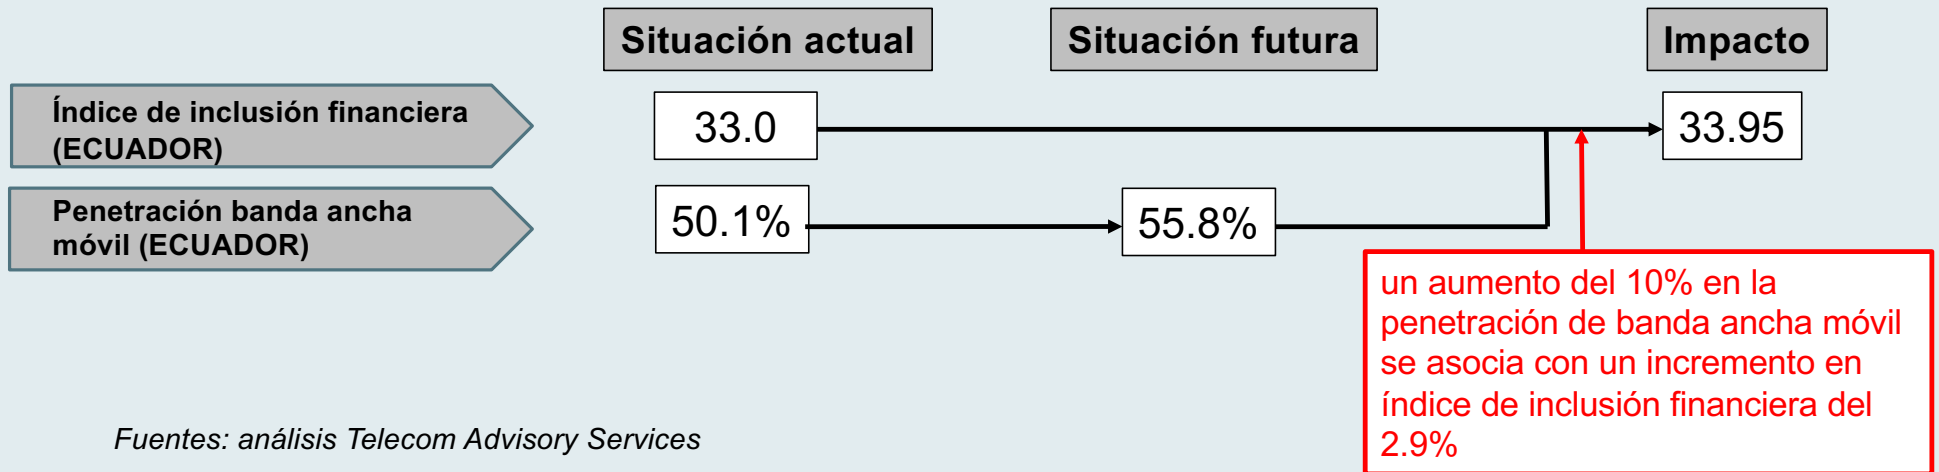 Situación actual
Situación futura
Impacto
Índice de inclusión financiera
(ECUADOR)
33.0
33.95
Penetración banda ancha
móvil (ECUADOR)
50.1%
55.8%
un aumento del 10% en la
penetración de banda ancha móvil
se asocia con un incremento en
índice de inclusión financiera del
2.9%
Fuentes: análisis Telecom Advisory Services